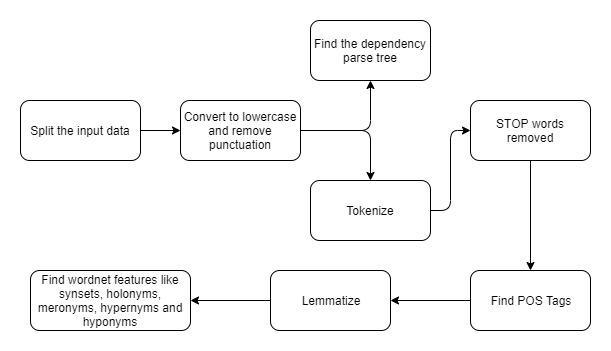 Find the dependency
parse tree
Split the input data
Convert to lowercase
and remove
punctuation
STOP words
removed
Tokenize
Find wordnet features like
synsets, holonyms,
meronyms, hypernyms and
hyponyms
Lemmatize
Find POS Tags